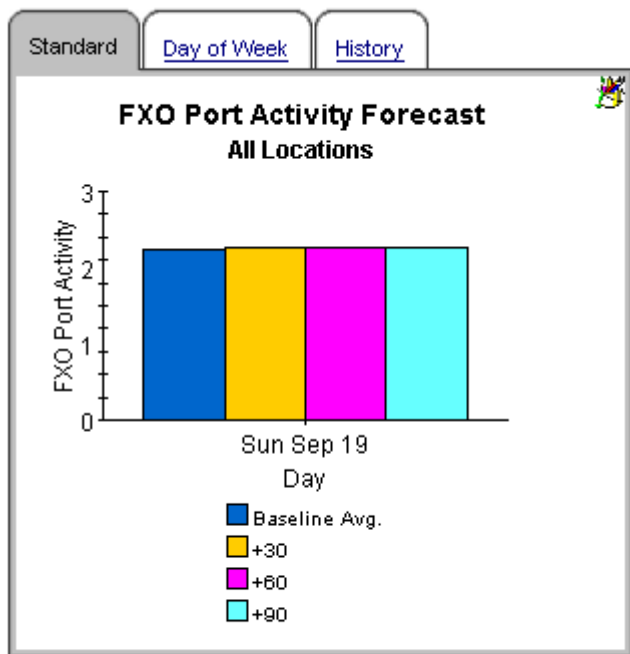 Standard
Day of Week
History
FXO Port Activity Forecast
All Locations
FXO Port Activity
3
2
1
0
Sun Sep 19
Day
Baseline Avg.
+30
+60
+90